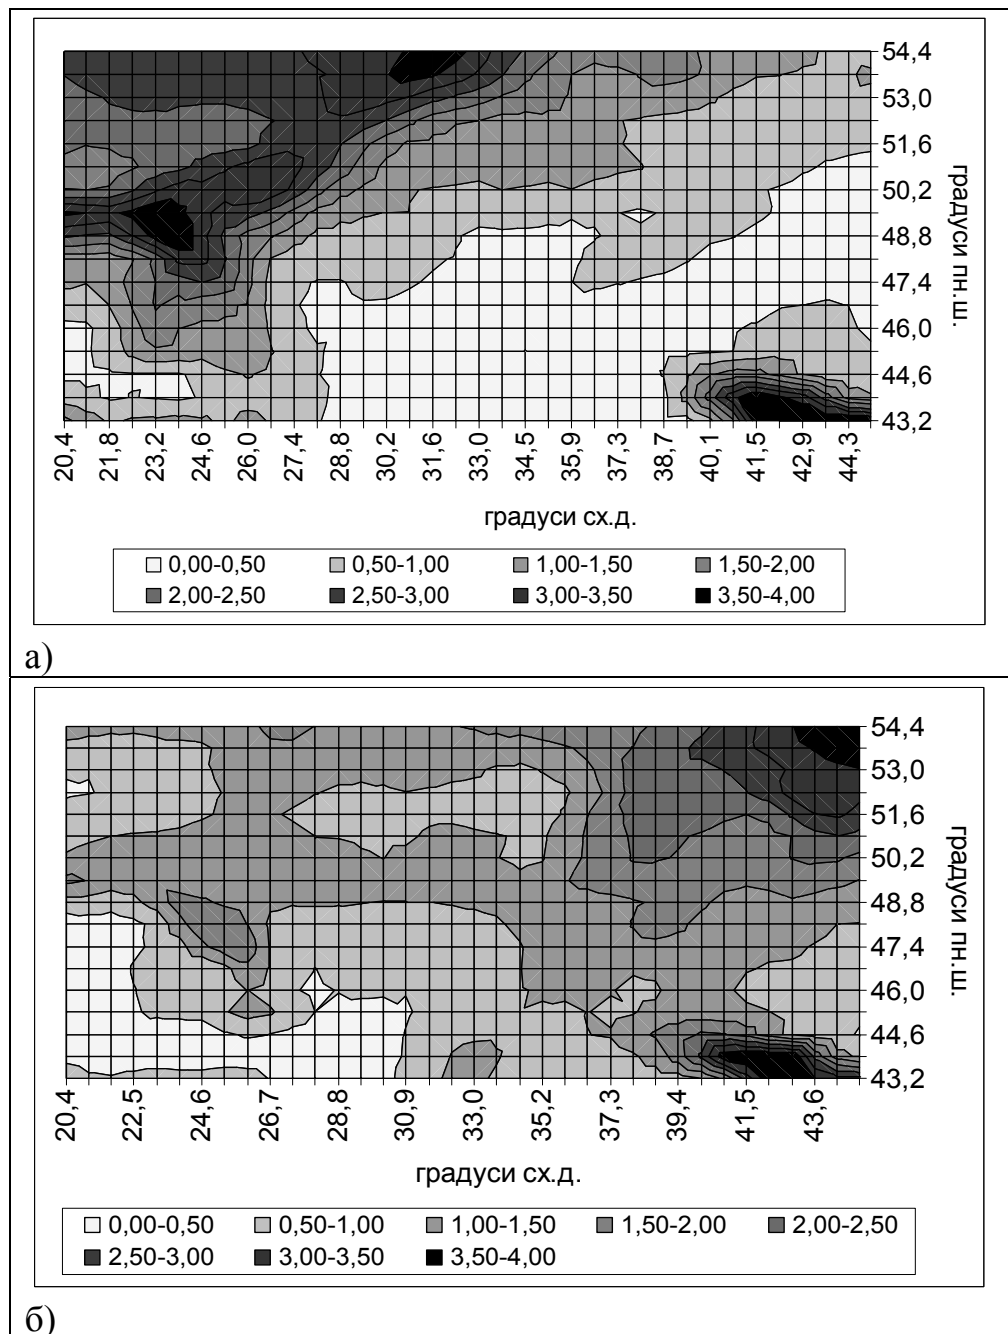 54,4
53,0
51,6
50,2
48,8
47,4
46,0
44,6
43,2
градуси пн.ш.
20,4 21,8 23,2 24,6 26,0 27,4 28,8 30,2 31,6 33,0 34,5 35,9 37,3 38,7 40,1 41,5 42,9 44,3
градуси сх.д.
0,00-0,50 0,50-1,00 1,00-1,50 1,50-2,00
2,00-2,50 2,50-3,00 3,00-3,50 3,50-4,00
а)
54,4
53,0
51,6
50,2
48,8
47,4
46,0
44,6
43,2
градуси пн.ш.
20,4 22,5 24,6 26,7 28,8 30,9 33,0 35,2 37,3 39,4 41,5 43,6
градуси сх.д.
0,00-0,50 0,50-1,00 1,00-1,50 1,50-2,00 2,00-2,50
2,50-3,00 3,00-3,50 3,50-4,00
б)